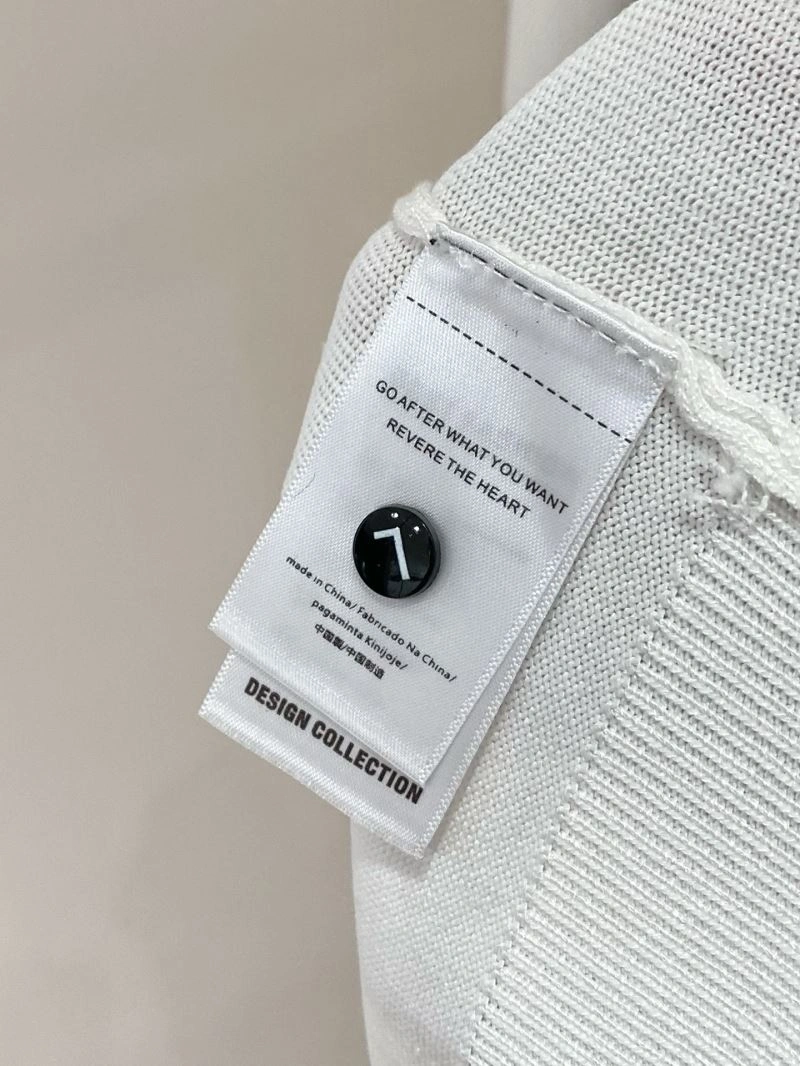 GO AFTER WHAT YOU WANT
REVERE THE HEART
made in China/ Fabricado Na China/
pagaminta Kinijoje/
中国製/中国制造
DESIGN COLLECTION